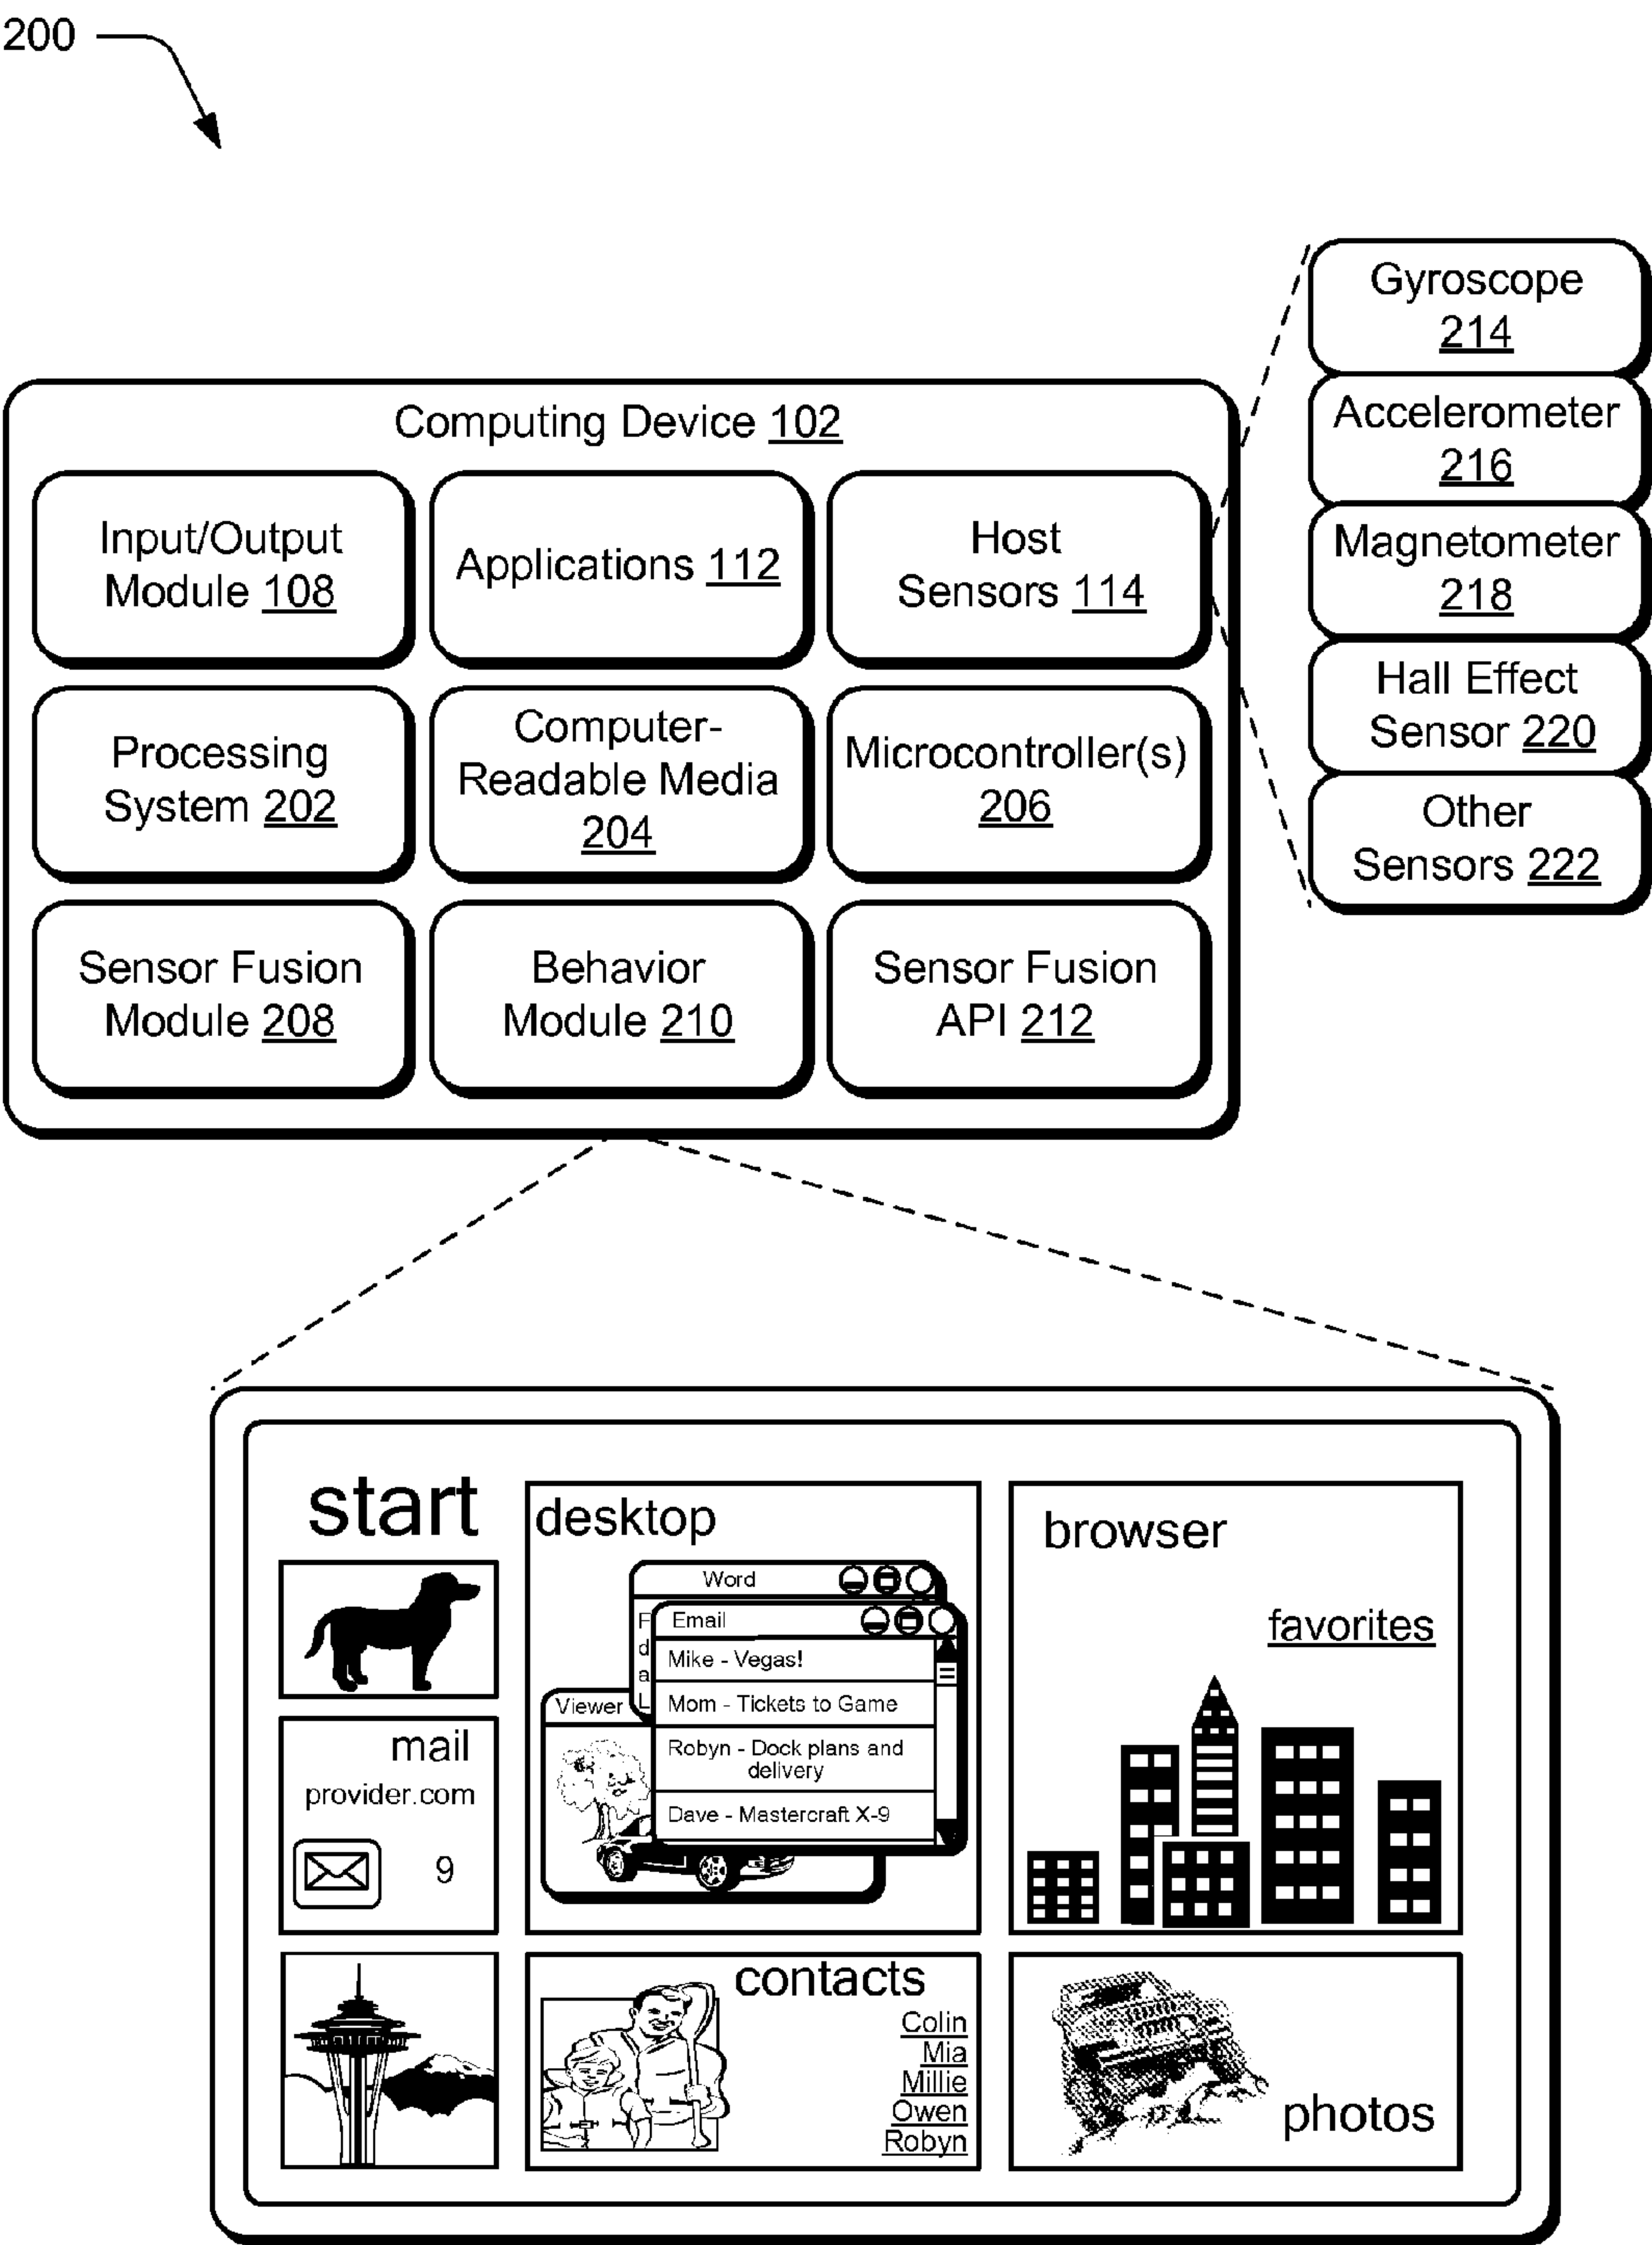 200
Gyroscope
214
Accelerometer
216
Magnetometer
218
Hall Effect
Sensor 220
Other
Sensors 222
Computing Device 102
Input/Output
Module 108
Applications 112
Host
Sensors 114
Processing
System 202
Computer-
Readable Media
204
Microcontroller(s)
206
Sensor Fusion
Module 208
Behavior
Module 210
Sensor Fusion
API 212
start
mail
provider.com
9
desktop
Word
F
d
a
L
Email
Mike - Vegas!
Mom - Tickets to Game
Robyn - Dock plans and
delivery
Dave - Mastercraft X-9
Viewer
browser
favorites
contacts
Colin
Mia
Millie
Owen
Robyn
photos